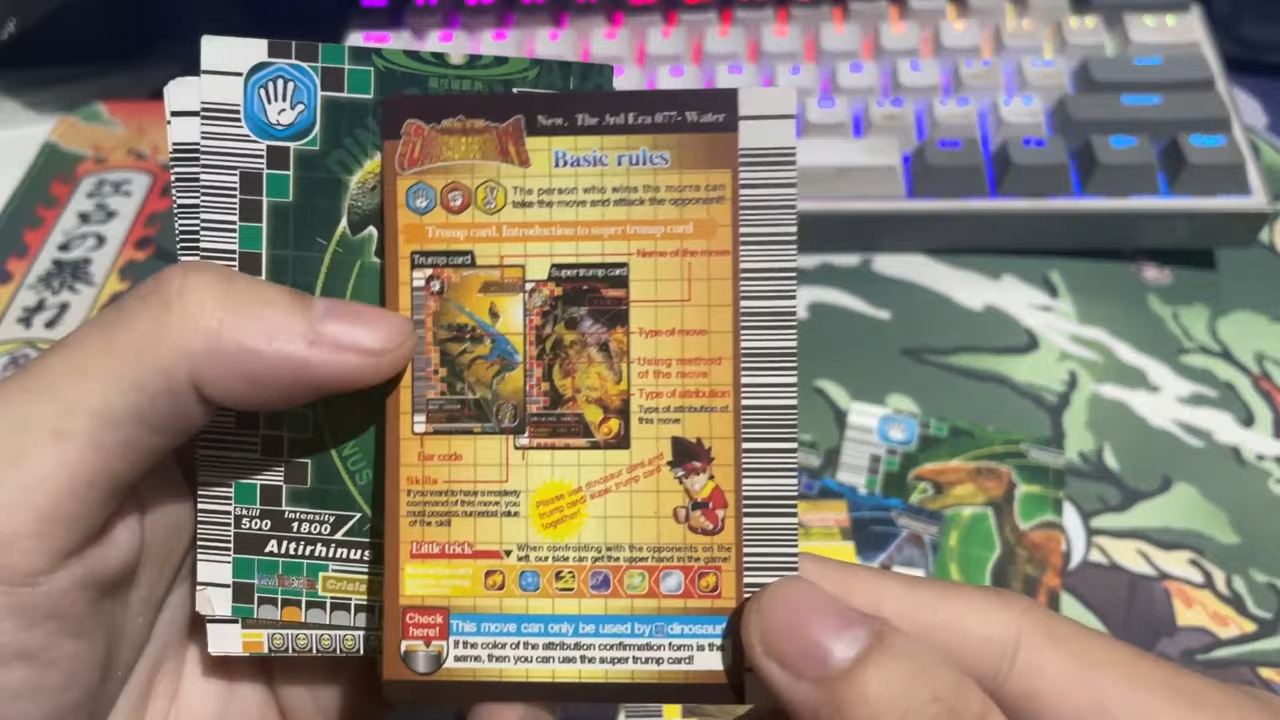 江古の暴れ
Skill
500
Intensity
1800
Altirhinus
New, The 3rd Era 077- Water
Basic rules
The person who wins the morra can
take the move and attack the opponent!
Trump card. Introduction to super trump card
Trump card
Super trump card
Name of the move
Type of move
Using method
of the move
Type of attribution
Type of attribution of
this move
Bar code
Skills
If you want to have a masterly
command of this move, you
must possess numerical value
of the skill
Please use dinosaur card and
trump card/ super trump card
together!
Little trick
When confronting with the opponents on the
left, our side can get the upper hand in the game!
Check
here!
This move can only be used by dinosaur
If the color of the attribution confirmation form is the
same, then you can use the super trump card!